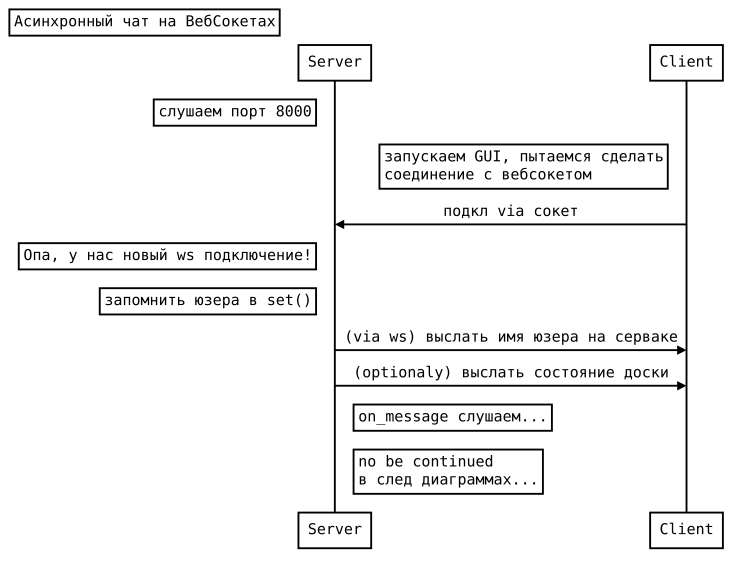 Асинхронный чат на ВебСокетах
Server
Client
слушаем порт 8000
запускаем GUI, пытаемся сделать
соединение с вебсокетом
подкл via сокет
Опа, у нас новый ws подключение!
запомнить юзера в set()
(via ws) выслать имя юзера на серваке
(optionaly) выслать состояние доски
on_message слушаем...
no be continued
в след диаграммах...
Server
Client